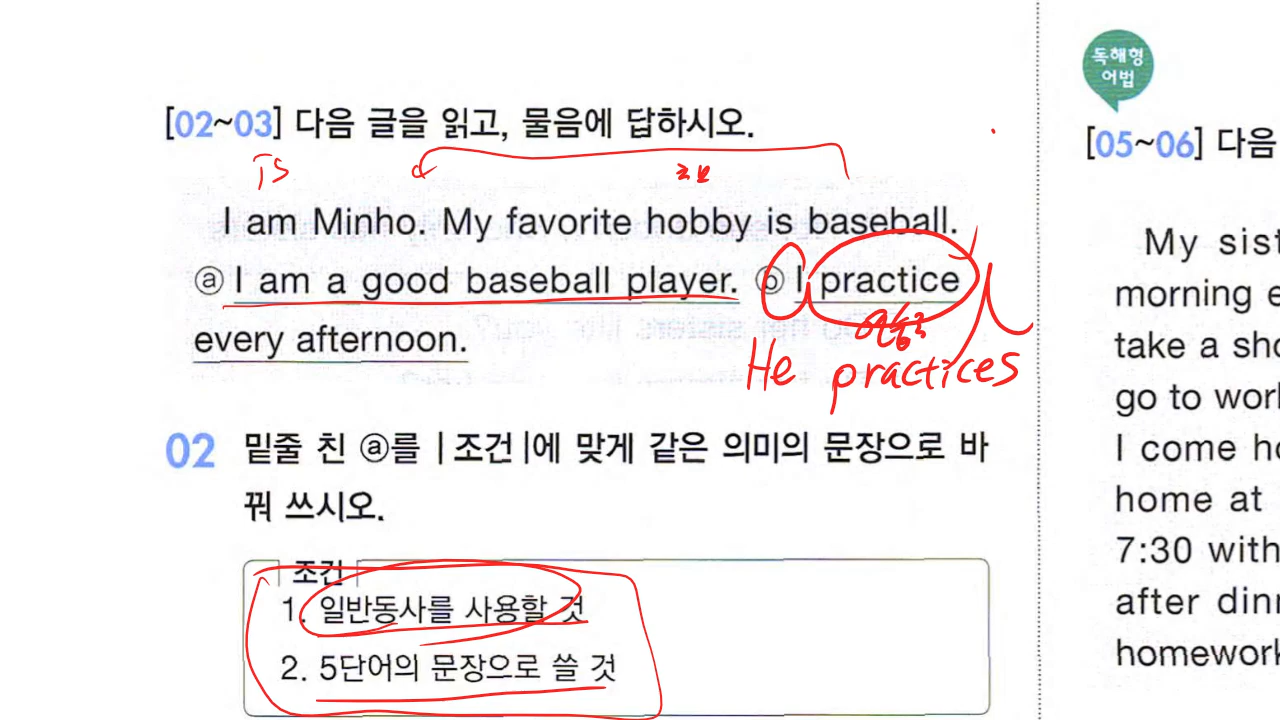 독해형
어법
[02~03] 다음 글을 읽고, 물음에 답하시오.
is
I am Minho. My favorite hobby is baseball.
ⓐ I am a good baseball player. ⓑ I practice
every afternoon.
He practices
02 밑줄 친 ⓐ를 |조건|에 맞게 같은 의미의 문장으로 바
꿔 쓰시오.
조건
1. 일반동사를 사용할 것
2. 5단어의 문장으로 쓸 것
[05~06] 다음
My sist
morning e
take a sho
go to worl
I come ho
home at
7:30 with
after dinn
homework